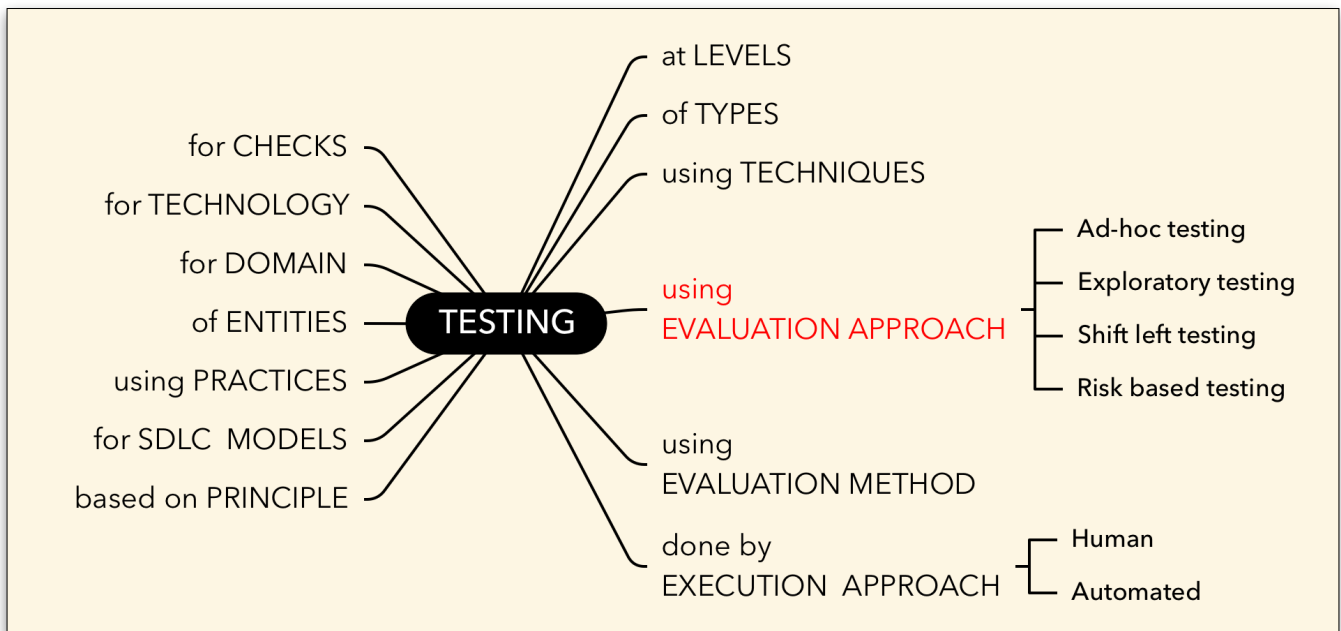 at LEVELS
of TYPES
using TECHNIQUES
using
EVALUATION APPROACH
Ad-hoc testing
Exploratory testing
Shift left testing
Risk based testing
using
EVALUATION METHOD
done by
EXECUTION APPROACH
Human
Automated
TESTING
for CHECKS
for TECHNOLOGY
for DOMAIN
of ENTITIES
using PRACTICES
for SDLC MODELS
based on PRINCIPLE